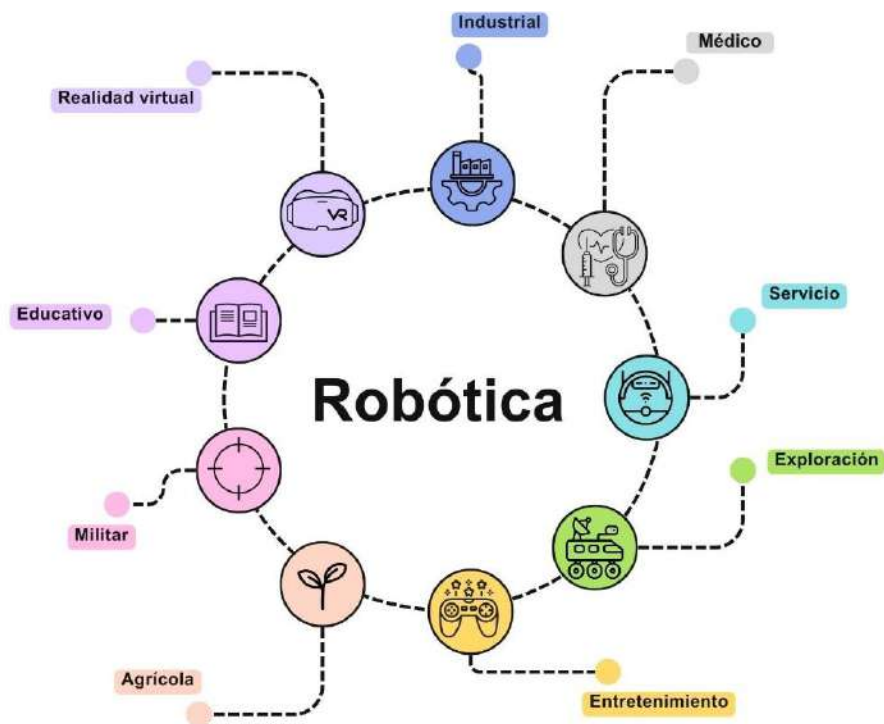 Industrial
Médico
Realidad virtual
VR
Servicio
Educativo
Robótica
Exploración
Militar
Agrícola
Entretenimiento